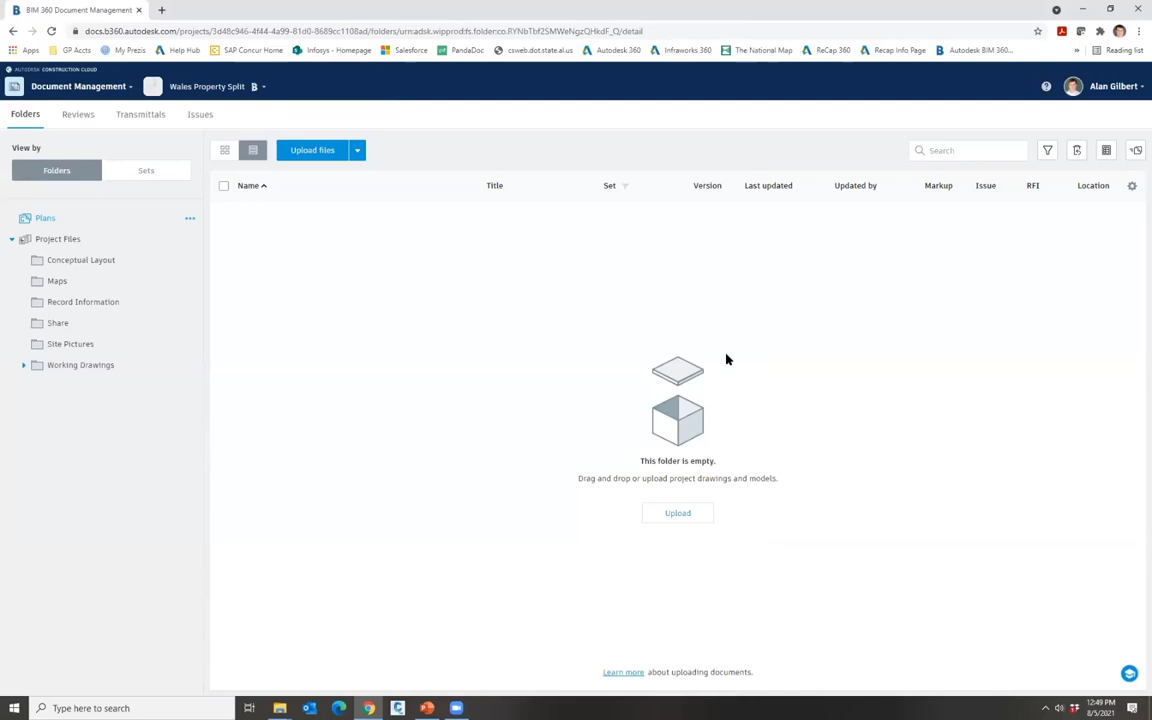 BIM 360 Document Management
docs.b360.autodesk.com/projects/3d48c946-4f44-4a99-81d0-8689cc1108ad/folders/urn:adsk.wipprod:fs.folder:co.RYNbTbf2SMWeNgzQHkdF_Q/detail
Apps GP Accts My Prezis Help Hub SAP Concur Home Infosys - Homepage Salesforce PandaDoc csweb.dot.state.al.us Autodesk 360 Infraworks 360 The National Map ReCap 360 Recap Info Page Autodesk BIM 360... » Reading list
AUTODESK CONSTRUCTION CLOUD
Document Management Wales Property Split B Alan Gilbert
Folders Reviews Transmittals Issues
View by
Folders Sets
Upload files Search
Name Title Set Version Last updated Updated by Markup Issue RFI Location
Plans
Project Files
Conceptual Layout
Maps
Record Information
Share
Site Pictures
Working Drawings
This folder is empty.
Drag and drop or upload project drawings and models.
Upload
Learn more about uploading documents.
Type here to search
12:49 PM
8/5/2021